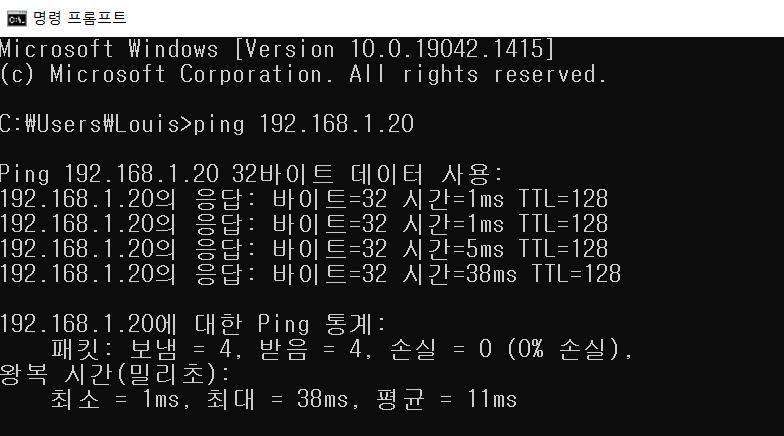 명령 프롬프트
Microsoft Windows [Version 10.0.19042.1415]
(c) Microsoft Corporation. All rights reserved.
C:₩Users₩Louis>ping 192.168.1.20
Ping 192.168.1.20 32바이트 데이터 사용:
192.168.1.20의 응답: 바이트=32 시간=1ms TTL=128
192.168.1.20의 응답: 바이트=32 시간=1ms TTL=128
192.168.1.20의 응답: 바이트=32 시간=5ms TTL=128
192.168.1.20의 응답: 바이트=32 시간=38ms TTL=128
192.168.1.20에 대한 Ping 통계:
패킷: 보냄 = 4, 받음 = 4, 손실 = 0 (0% 손실),
왕복 시간(밀리초):
최소 = 1ms, 최대 = 38ms, 평균 = 11ms